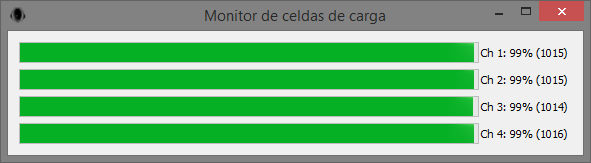 Monitor de celdas de carga
Ch 1: 99% (1015)
Ch 2: 99% (1015)
Ch 3: 99% (1014)
Ch 4: 99% (1016)